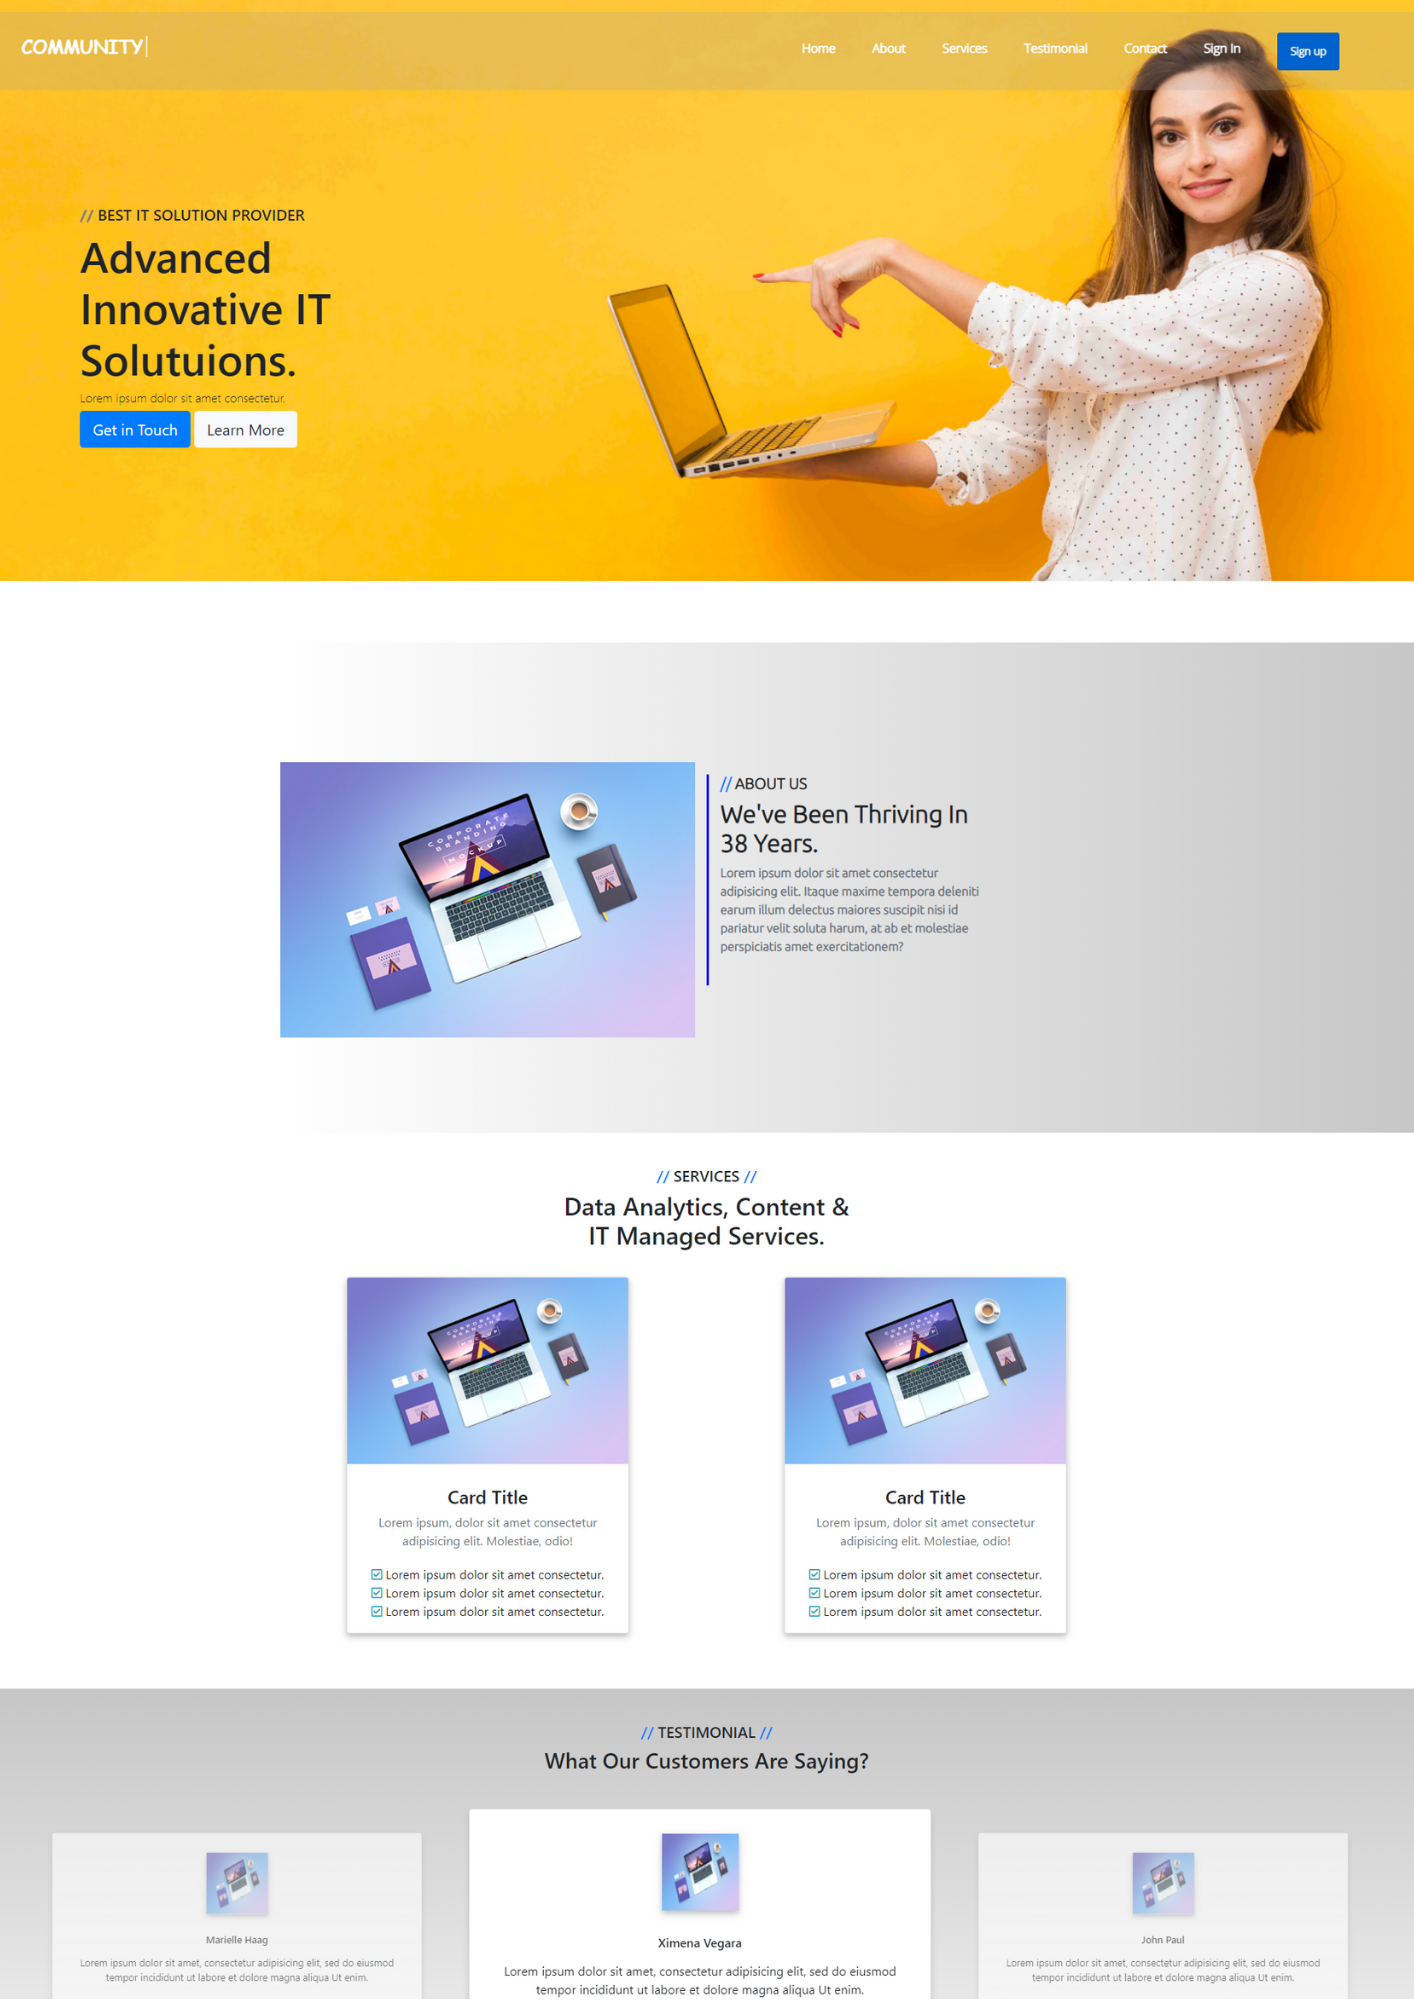 COMMUNITY
Home About Services Testimonial Contact Sign In Sign up
// BEST IT SOLUTION PROVIDER
Advanced
Innovative IT
Solutuions.
Lorem ipsum dolor sit amet consectetur.
Get in Touch Learn More
CORPORATE
BRANDING
MOCKUP
// ABOUT US
We've Been Thriving In
38 Years.
Lorem ipsum dolor sit amet consectetur
adipisicing elit. Itaque maxime tempora deleniti
earum illum delectus maiores suscipit nisi id
pariatur velit soluta harum, at ab et molestiae
perspiciatis amet exercitationem?
// SERVICES //
Data Analytics, Content &
IT Managed Services.
Card Title
Lorem ipsum, dolor sit amet consectetur
adipisicing elit. Molestiae, odio!
Lorem ipsum dolor sit amet consectetur.
Lorem ipsum dolor sit amet consectetur.
Lorem ipsum dolor sit amet consectetur.
Card Title
Lorem ipsum, dolor sit amet consectetur
adipisicing elit. Molestiae, odio!
Lorem ipsum dolor sit amet consectetur.
Lorem ipsum dolor sit amet consectetur.
Lorem ipsum dolor sit amet consectetur.
// TESTIMONIAL //
What Our Customers Are Saying?
Marielle Haag
Lorem ipsum dolor sit amet, consectetur adipisicing elit, sed do eiusmod
tempor incididunt ut labore et dolore magna aliqua Ut enim.
Ximena Vegara
Lorem ipsum dolor sit amet, consectetur adipisicing elit, sed do eiusmod
tempor incididunt ut labore et dolore magna aliqua Ut enim.
John Paul
Lorem ipsum dolor sit amet, consectetur adipisicing elit, sed do eiusmod
tempor incididunt ut labore et dolore magna aliqua Ut enim.